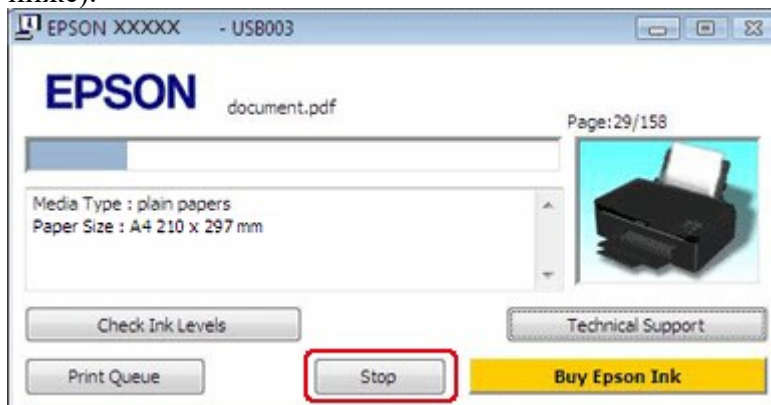 EPSON XXXXX - USB003
EPSON
document.pdf
Page:29/158
Media Type : plain papers
Paper Size : A4 210 x 297 mm
Check Ink Levels
Technical Support
Print Queue
Stop
Buy Epson Ink